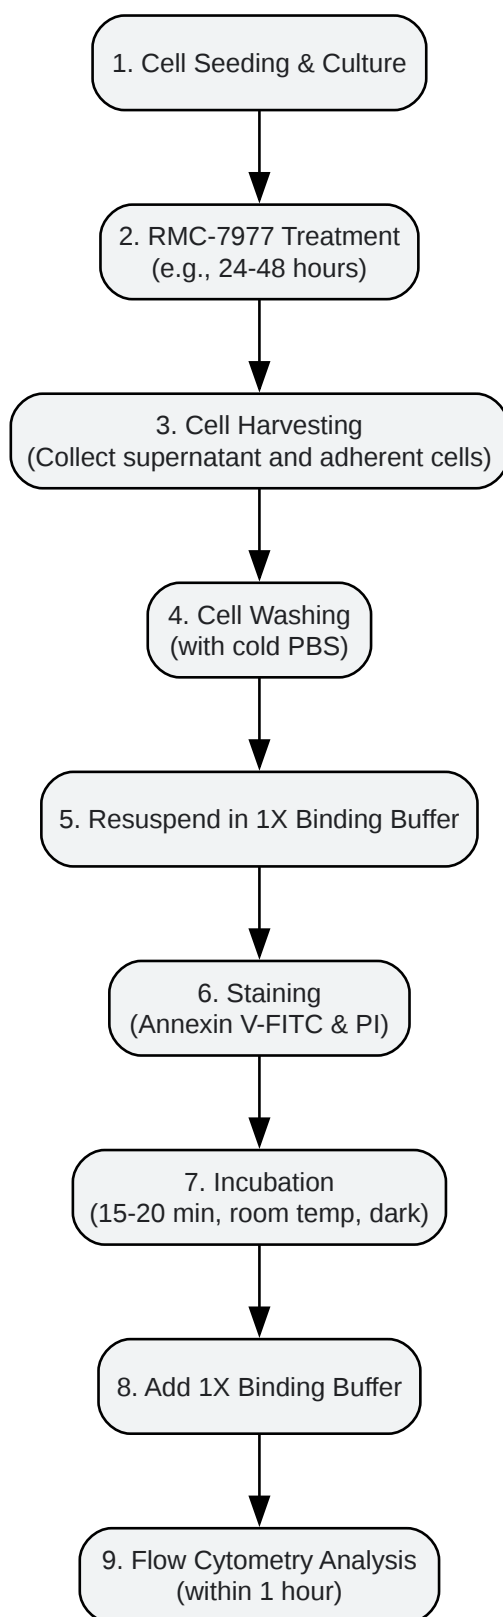 1. Cell Seeding & Culture
2. RMC-7977 Treatment
(e.g., 24-48 hours)
3. Cell Harvesting
(Collect supernatant and adherent cells)
4. Cell Washing
(with cold PBS)
5. Resuspend in 1X Binding Buffer
6. Staining
(Annexin V-FITC & PI)
7. Incubation
(15-20 min, room temp, dark)
8. Add 1X Binding Buffer
9. Flow Cytometry Analysis
(within 1 hour)